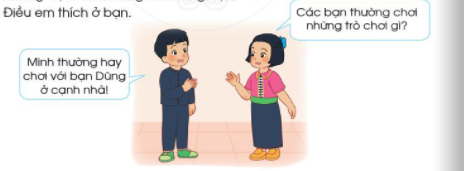 Điều em thích ở bạn.
Các bạn thường chơi
những trò chơi gì?
Mình thường hay
chơi với bạn Dũng
ở cạnh nhà!